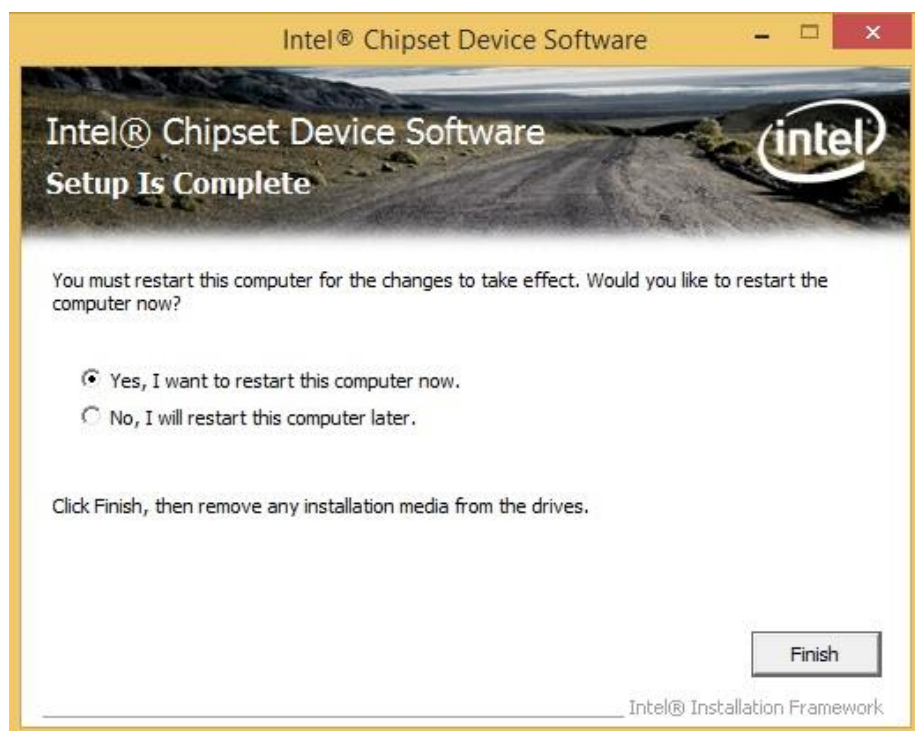 Intel® Chipset Device Software
Intel® Chipset Device Software
intel
Setup Is Complete
You must restart this computer for the changes to take effect. Would you like to restart the
computer now?
Yes, I want to restart this computer now.
No, I will restart this computer later.
Click Finish, then remove any installation media from the drives.
Finish
Intel® Installation Framework